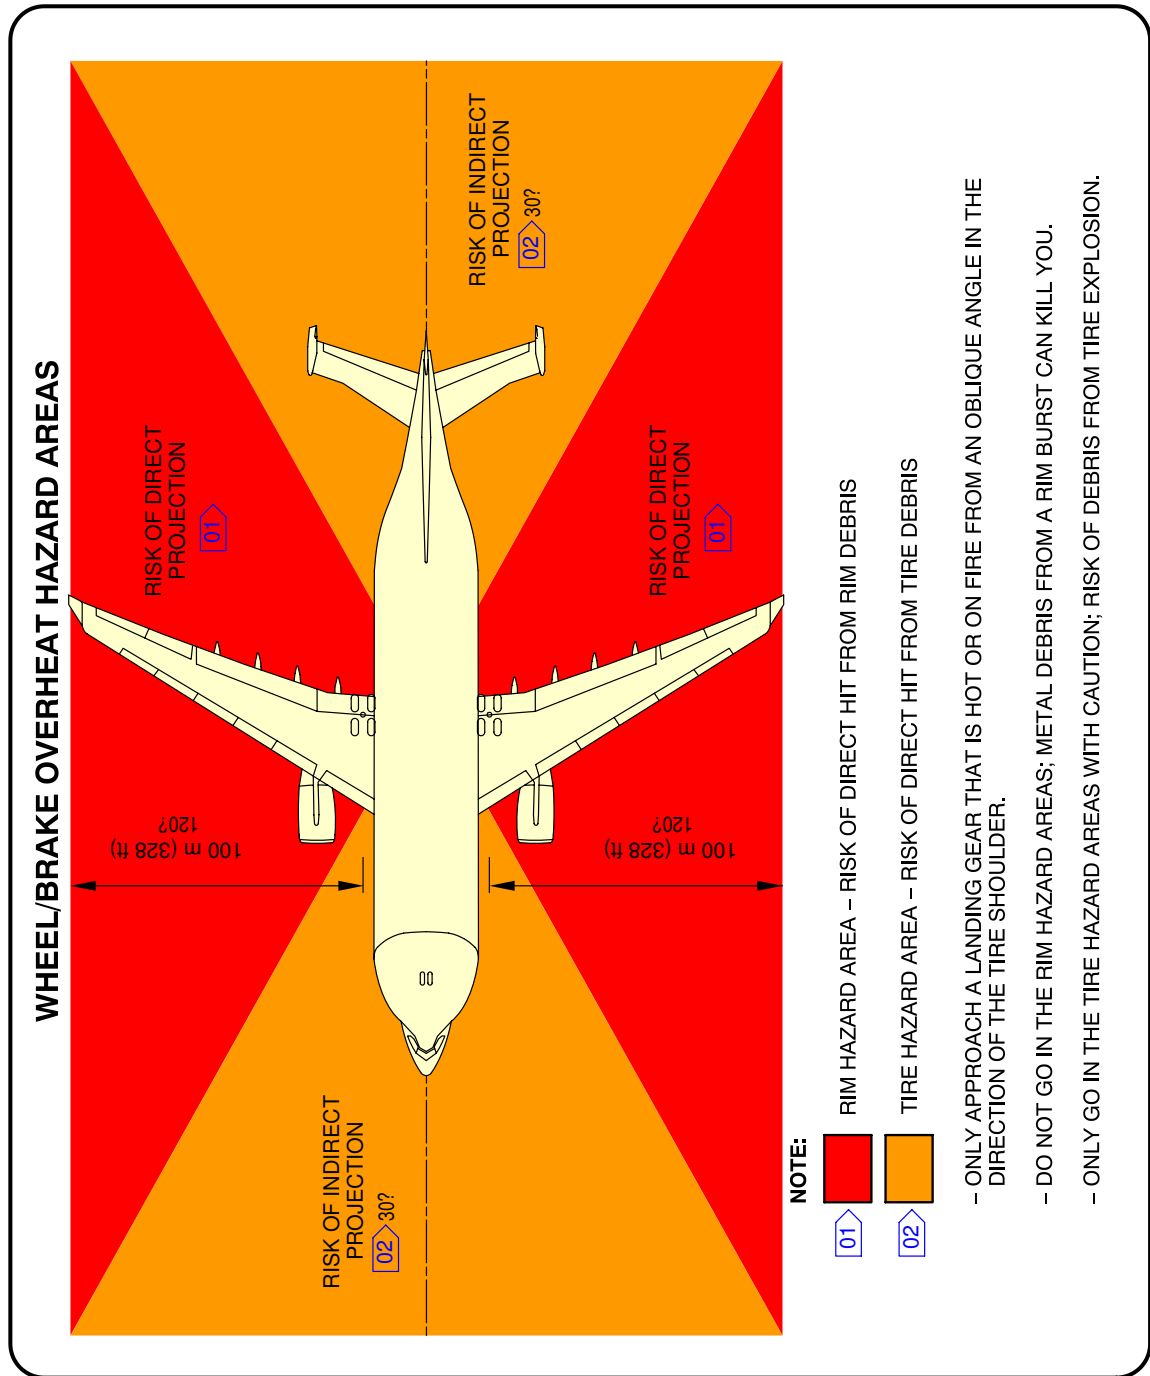 WHEEL/BRAKE OVERHEAT HAZARD AREAS
RISK OF DIRECT
PROJECTION
01
100 m (328 ft)
120?
RISK OF INDIRECT
PROJECTION
02 30?
RISK OF INDIRECT
PROJECTION
02 30?
RISK OF DIRECT
PROJECTION
01
100 m (328 ft)
120?
NOTE:
01 RIM HAZARD AREA – RISK OF DIRECT HIT FROM RIM DEBRIS
02 TIRE HAZARD AREA – RISK OF DIRECT HIT FROM TIRE DEBRIS
– ONLY APPROACH A LANDING GEAR THAT IS HOT OR ON FIRE FROM AN OBLIQUE ANGLE IN THE
DIRECTION OF THE TIRE SHOULDER.
– DO NOT GO IN THE RIM HAZARD AREAS; METAL DEBRIS FROM A RIM BURST CAN KILL YOU.
– ONLY GO IN THE TIRE HAZARD AREAS WITH CAUTION; RISK OF DEBRIS FROM TIRE EXPLOSION.